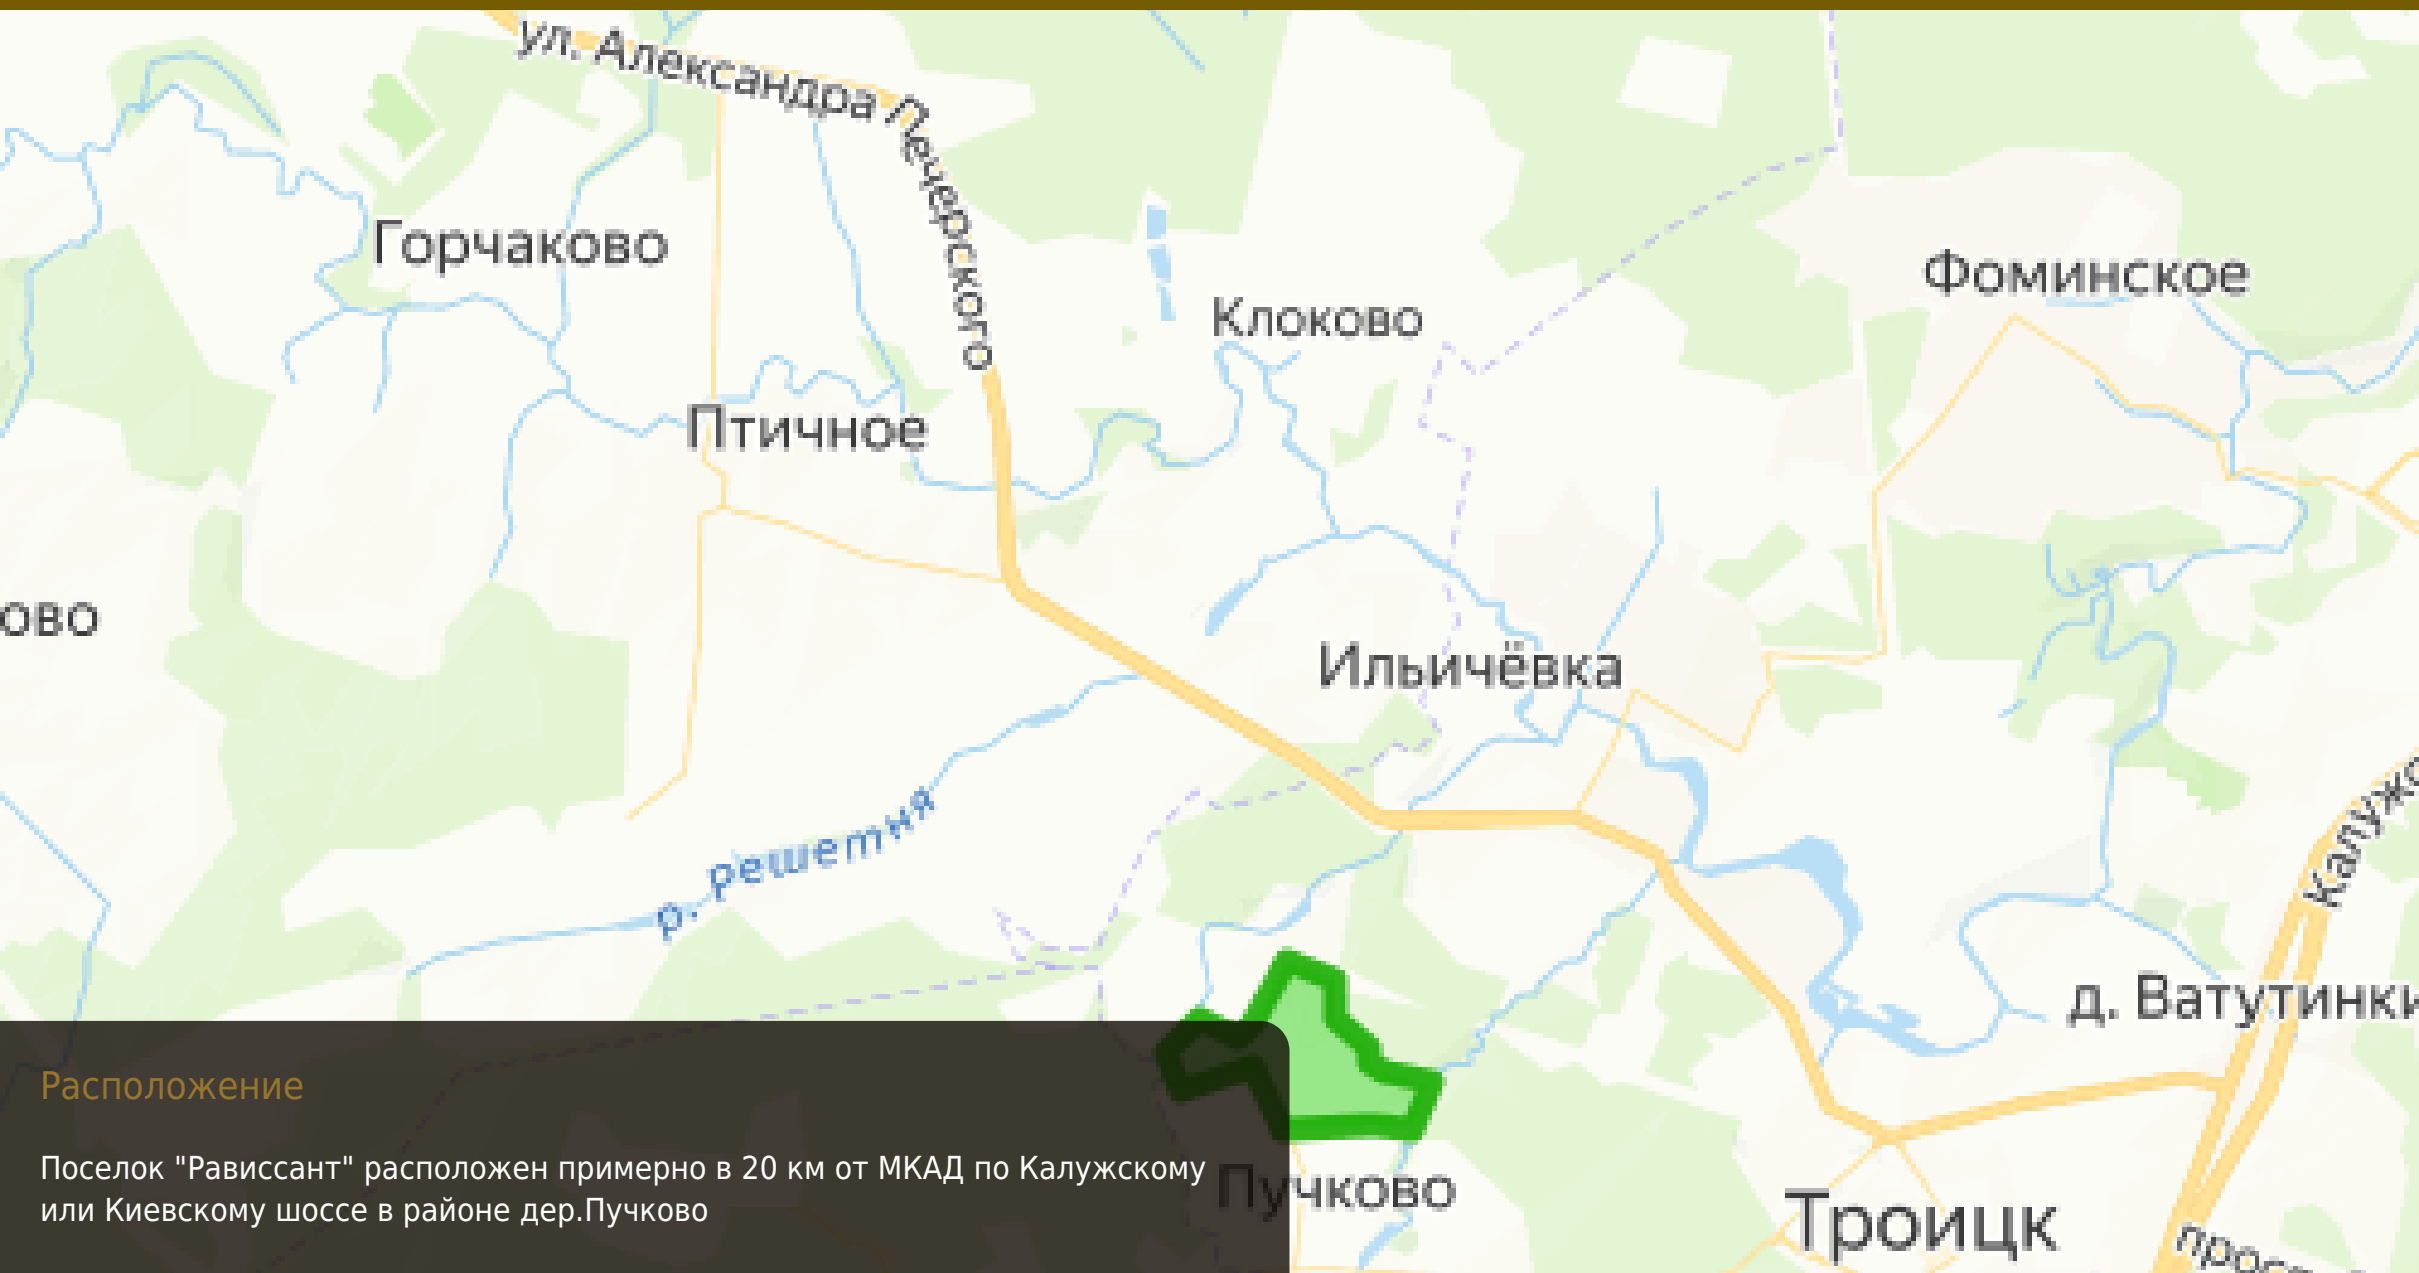 ул. Александра Печерского
Горчаково
Фоминское
Клоково
Птичное
ово
Ильичёвка
Калужс
р. решетня
д. Ватутинки
Расположение
Поселок "Рависсант" расположен примерно в 20 км от МКАД по Калужскому
или Киевскому шоссе в районе дер.Пучково
Пучково
Троицк
прос